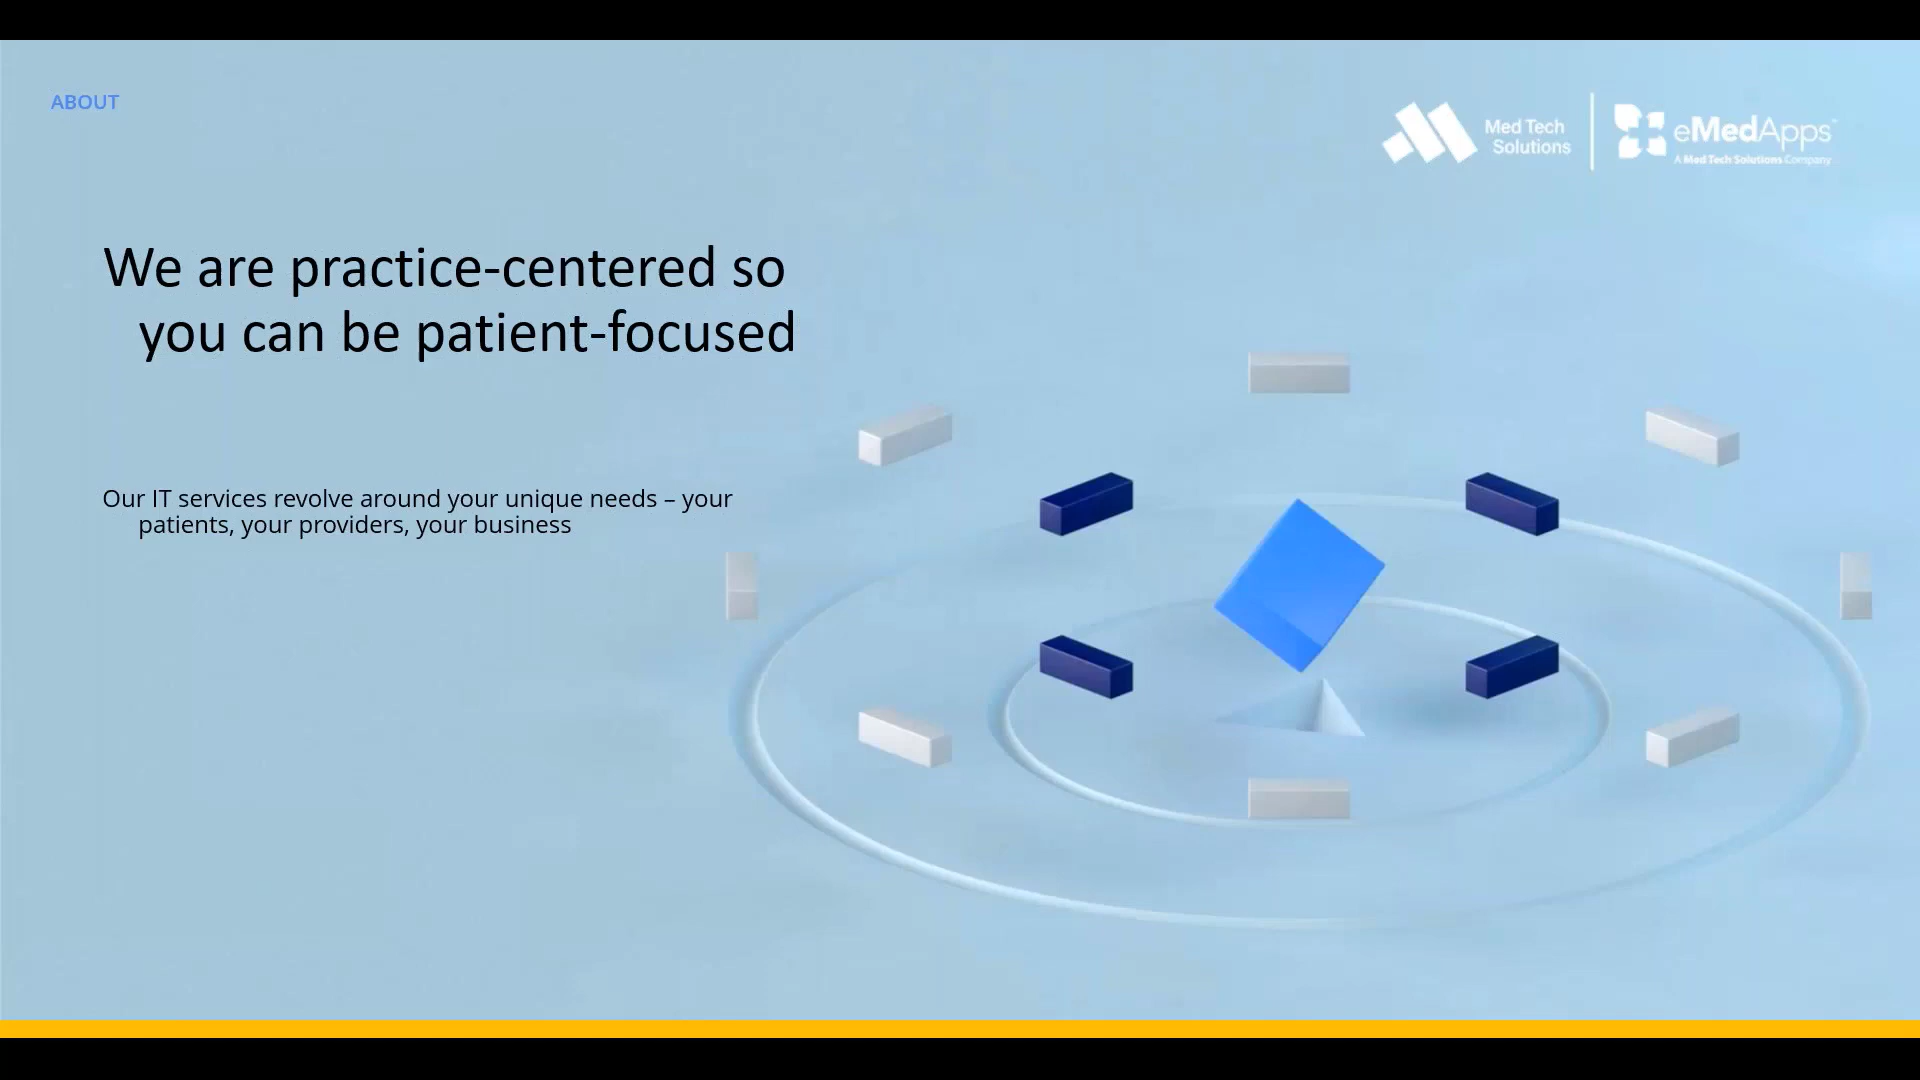 ABOUT
Med Tech
Solutions
eMedApps™
A Med Tech Solutions Company
We are practice-centered so
you can be patient-focused
Our IT services revolve around your unique needs – your
patients, your providers, your business